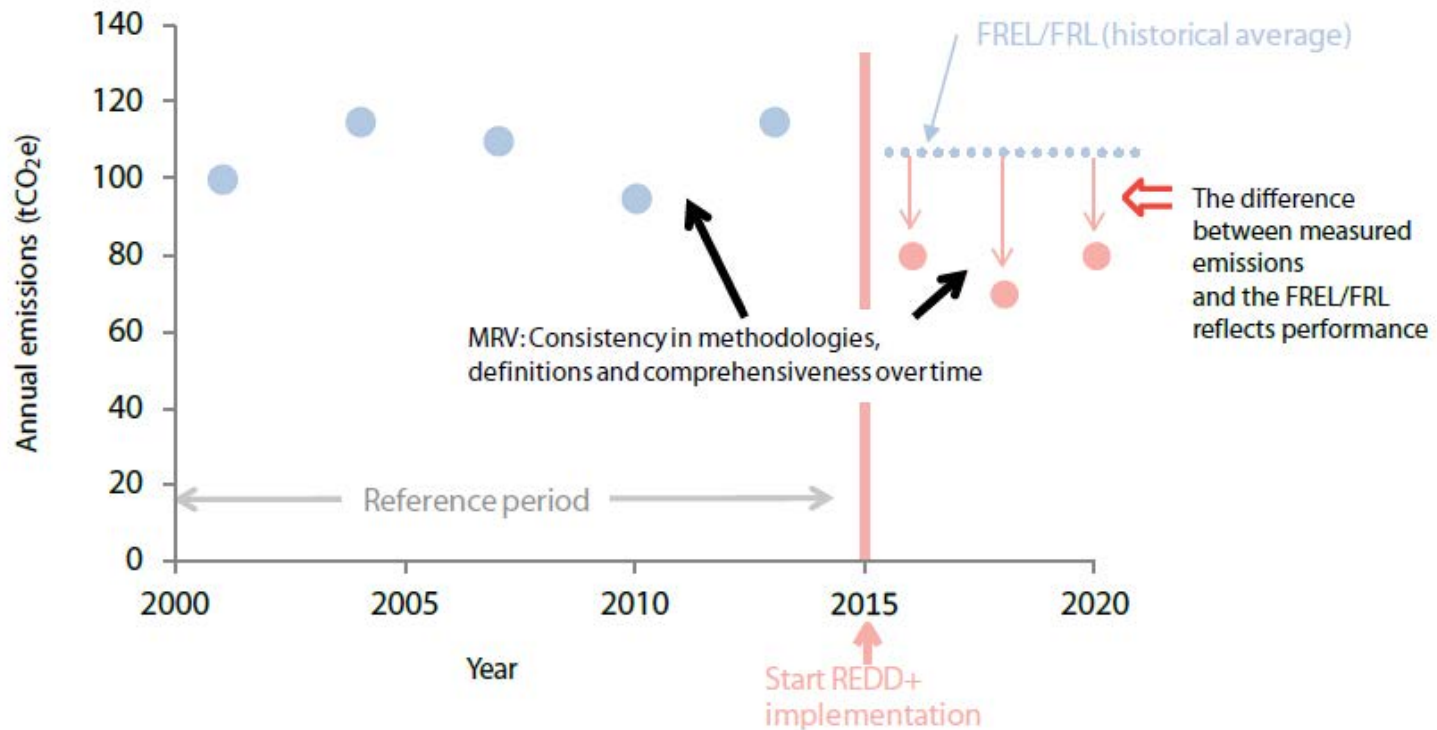 140
120
100
80
60
40
20
0
Annual emissions (tCO₂e)
FREL/FRL (historical average)
The difference
between measured
emissions
and the FREL/FRL
reflects performance
MRV: Consistency in methodologies,
definitions and comprehensiveness over time
Reference period
2000 2005 2010 2015 2020
Year
Start REDD+
implementation